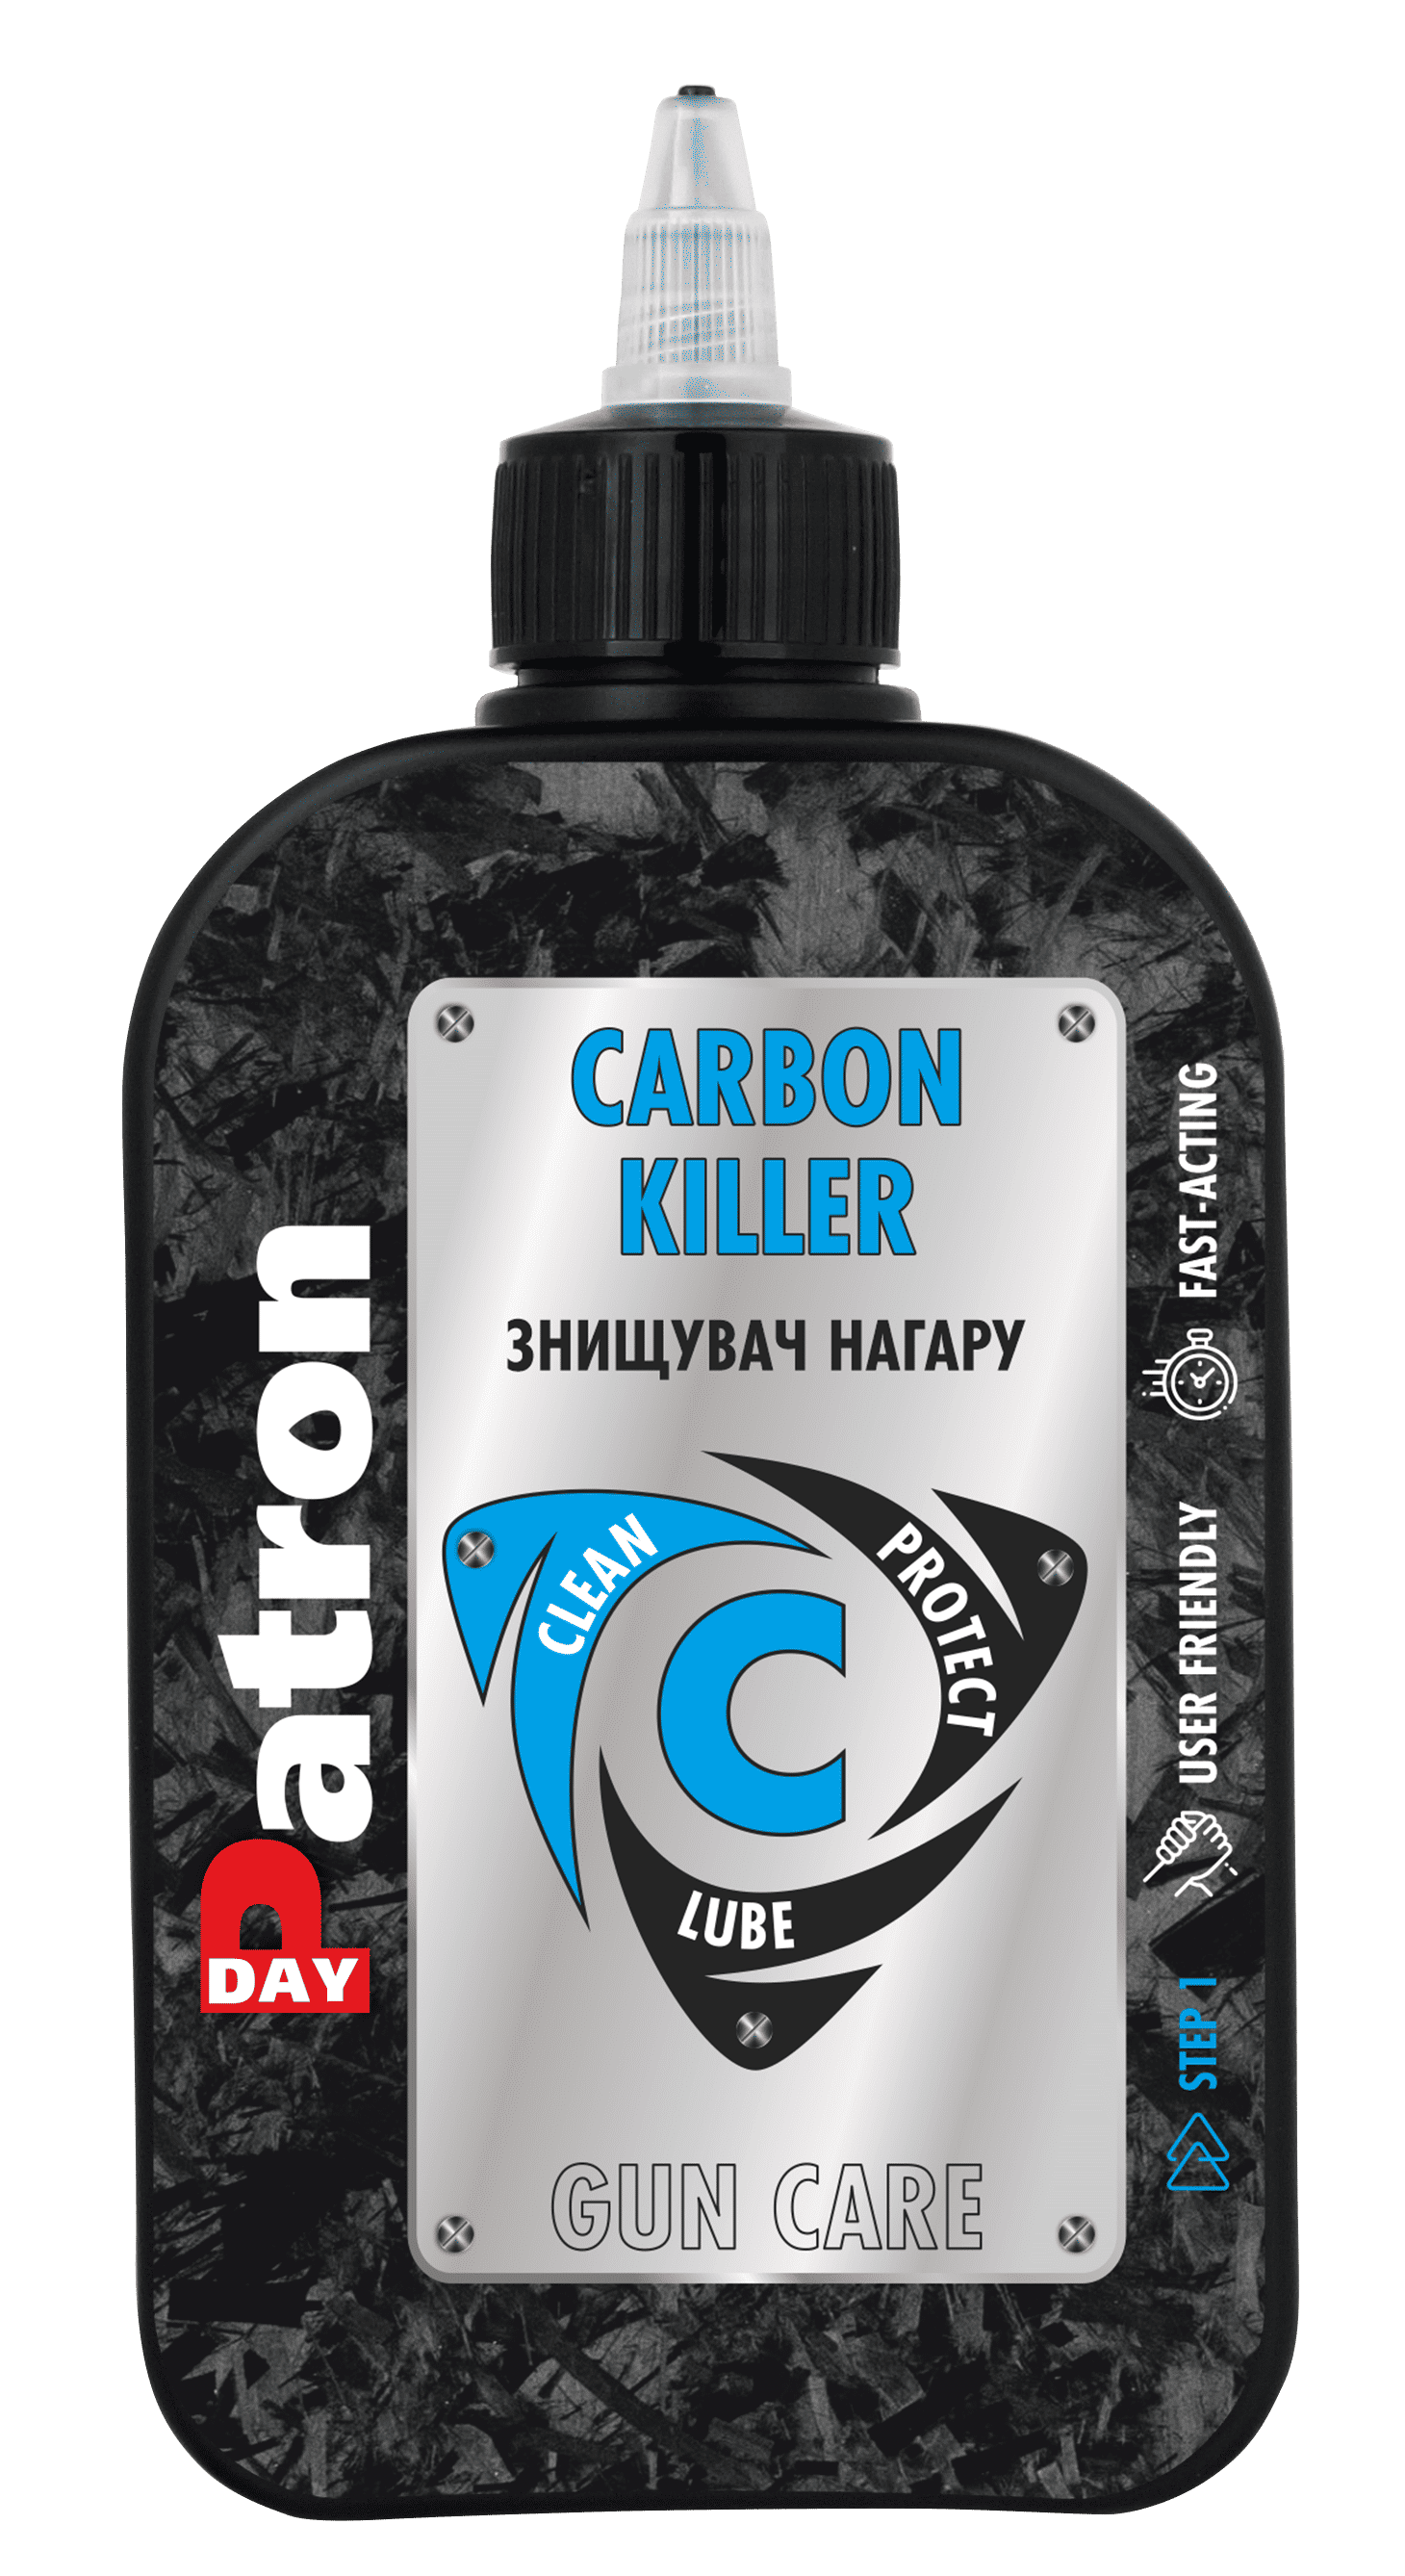 CARBON
KILLER
ЗНИЩУВАЧ НАГАРУ
CLEAN
PROTECT
C
LUBE
GUN CARE
Patron
DAY
FAST-ACTING
USER FRIENDLY
STEP 1